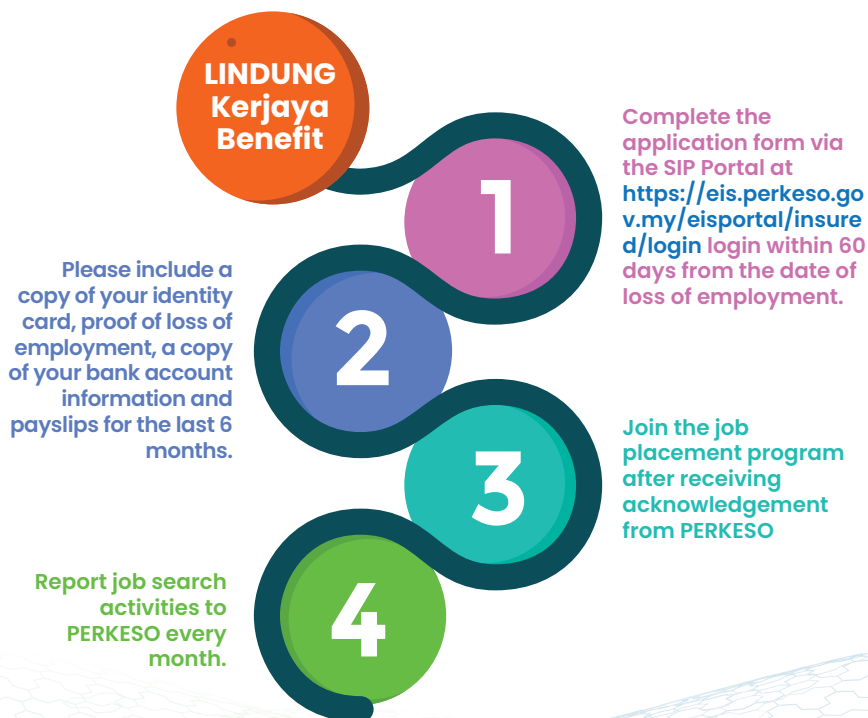 LINDUNG
Kerjaya
Benefit
1
Complete the
application form via
the SIP Portal at
https://eis.perkeso.go
v.my/eisportal/insure
d/login login within 60
days from the date of
loss of employment.
2
Please include a
copy of your identity
card, proof of loss of
employment, a copy
of your bank account
information and
payslips for the last 6
months.
3
Join the job
placement program
after receiving
acknowledgement
from PERKESO
4
Report job search
activities to
PERKESO every
month.